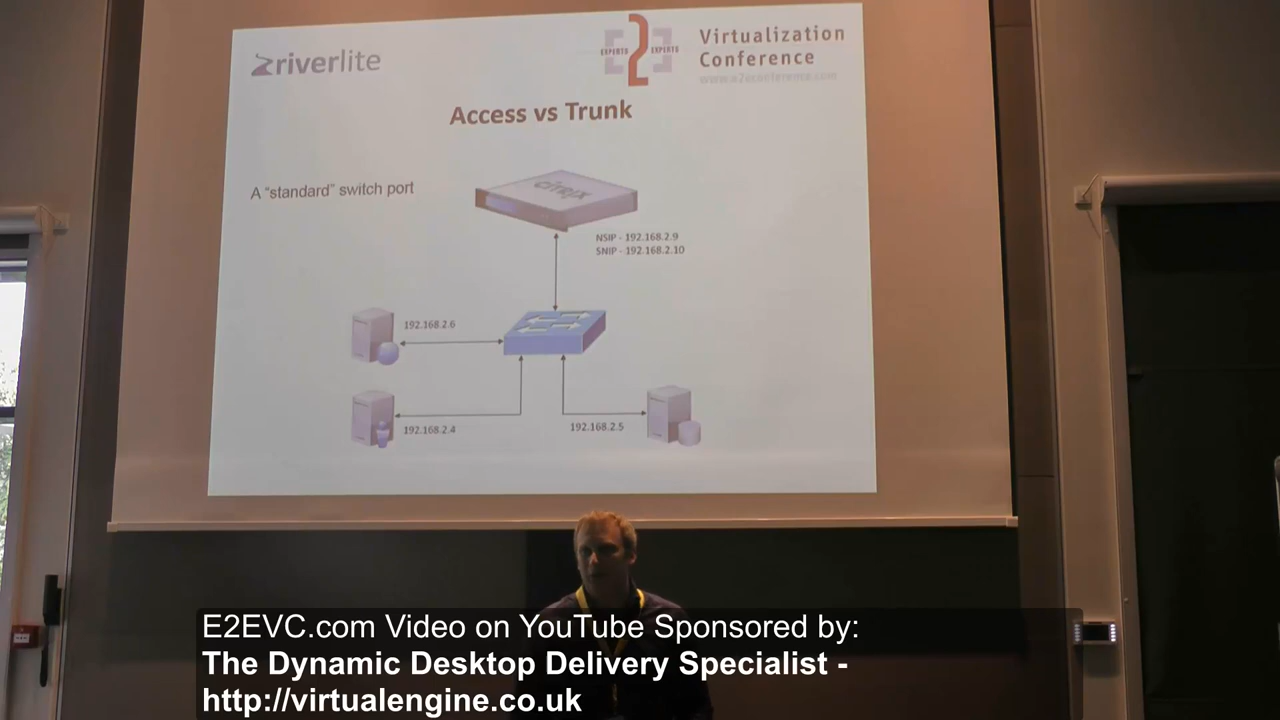 riverlite
EXPERTS 2 EXPERTS
Virtualization
Conference
Access vs Trunk
A "standard" switch port
citrix
NSIP - 192.168.2.9
SNIP - 192.168.2.10
192.168.2.6
192.168.2.4
192.168.2.5
E2EVC.com Video on YouTube Sponsored by:
The Dynamic Desktop Delivery Specialist -
http://virtualengine.co.uk